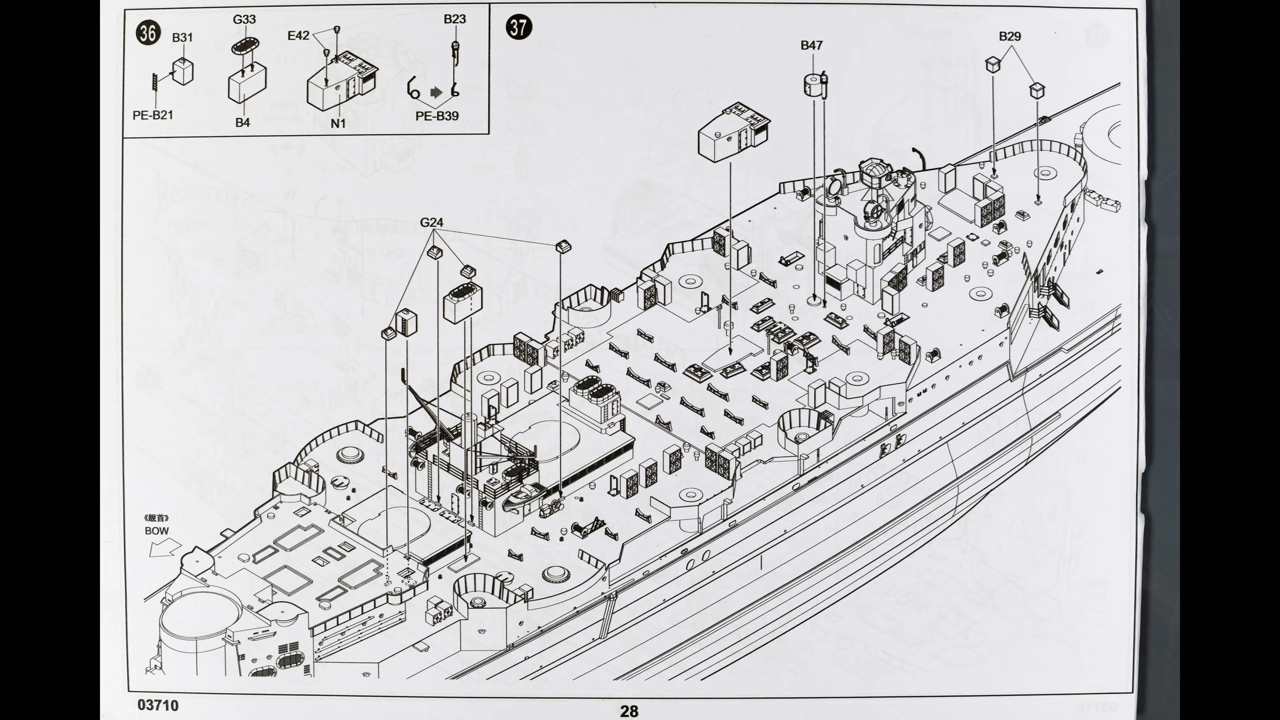 36
B31
G33
E42
B23
PE-B21
B4
N1
PE-B39
37
B47
B29
G24
《舰首》
BOW
03710
28